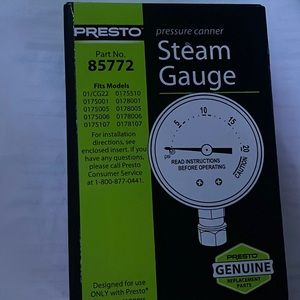 PRESTO®
pressure canner
Steam
Gauge
Part No.
85772
Fits Models
01/CG22 0175510
0175001 0178001
0175005 0178005
0175006 0178006
0175107 0178107
For installation
directions, see
enclosed insert. If you
have any questions,
please call Presto
Consumer Service
at 1-800-877-0441.
5
10
15
20
psi
CAUTION
READ INSTRUCTIONS
BEFORE OPERATING
PRESTO
GENUINE
REPLACEMENT
PARTS
Designed for use
ONLY with Presto®